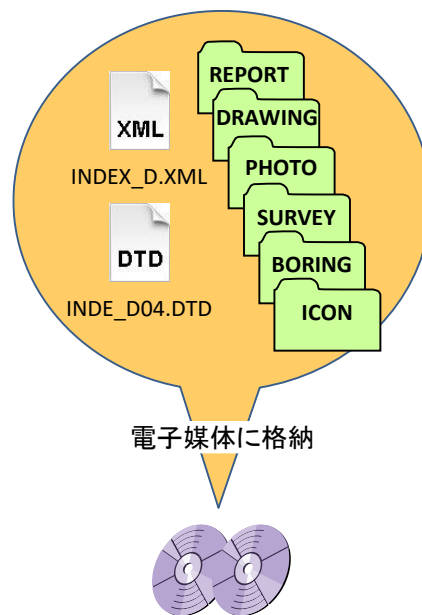 REPORT
DRAWING
XML
PHOTO
INDEX_D.XML
SURVEY
DTD
BORING
INDE_D04.DTD
ICON
電子媒体に格納